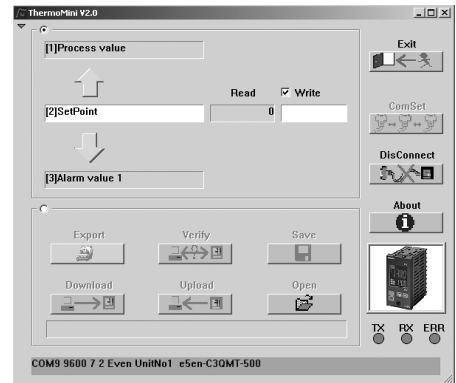 ThermoMini V2.0
[1]Process value
Read
Write
[2]SetPoint
0
[3]Alarm value 1
Export
Verify
Save
Download
Upload
Open
Exit
ComSet
DisConnect
About
TX RX ERR
COM9 9600 7 2 Even UnitNo1 e5en-C3QMT-500